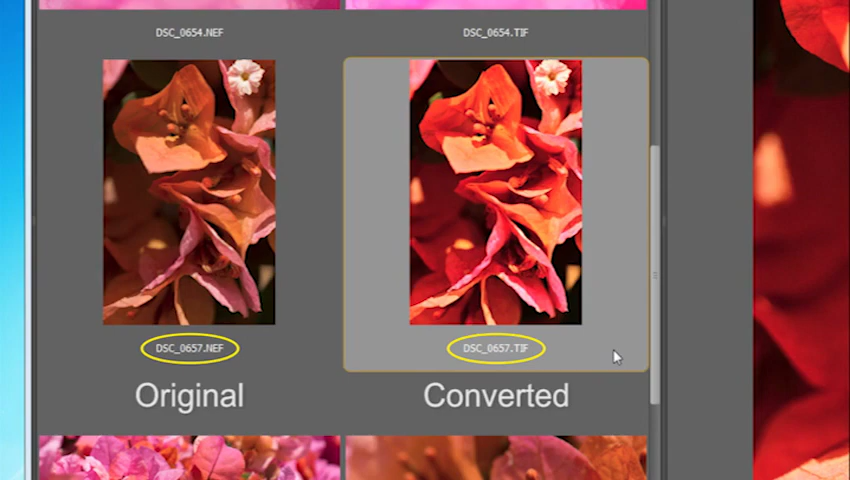 DSC_0654.NEF
DSC_0654.TIF
DSC_0657.NEF
DSC_0657.TIF
Original
Converted